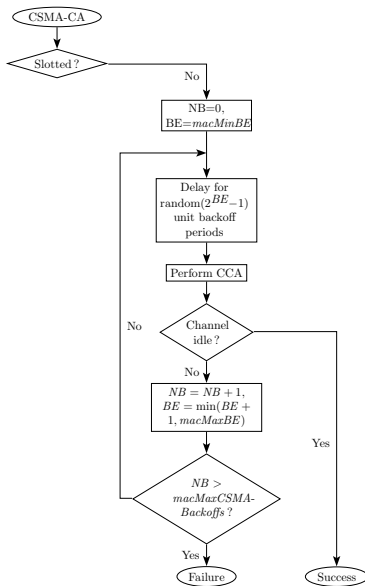 CSMA-CA
Slotted ?
No
NB=0,
BE=macMinBE
Delay for
random(2^BE−1)
unit backoff
periods
Perform CCA
No
Channel
idle ?
No
NB = NB + 1,
BE = min(BE +
1, macMaxBE)
Yes
NB >
macMaxCSMA-
Backoffs ?
Yes
Failure
Success